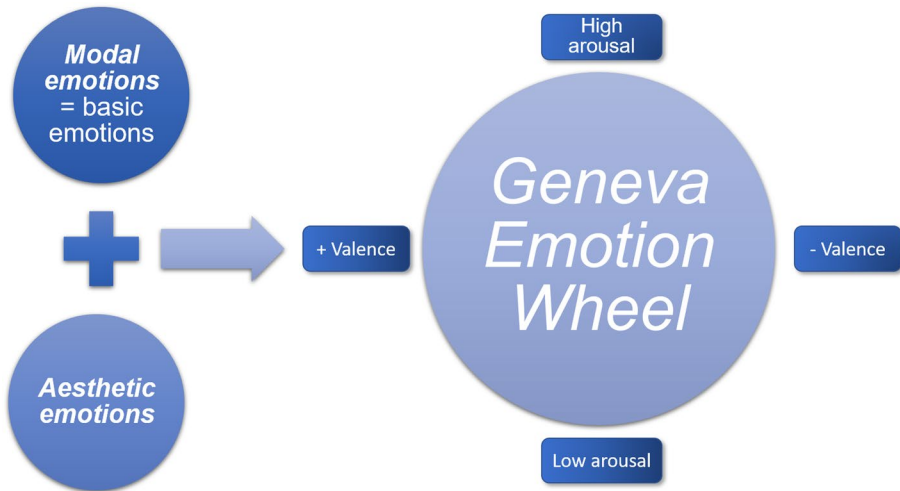 Modal
emotions
= basic
emotions
Aesthetic
emotions
High
arousal
+ Valence
Geneva
Emotion
Wheel
- Valence
Low arousal